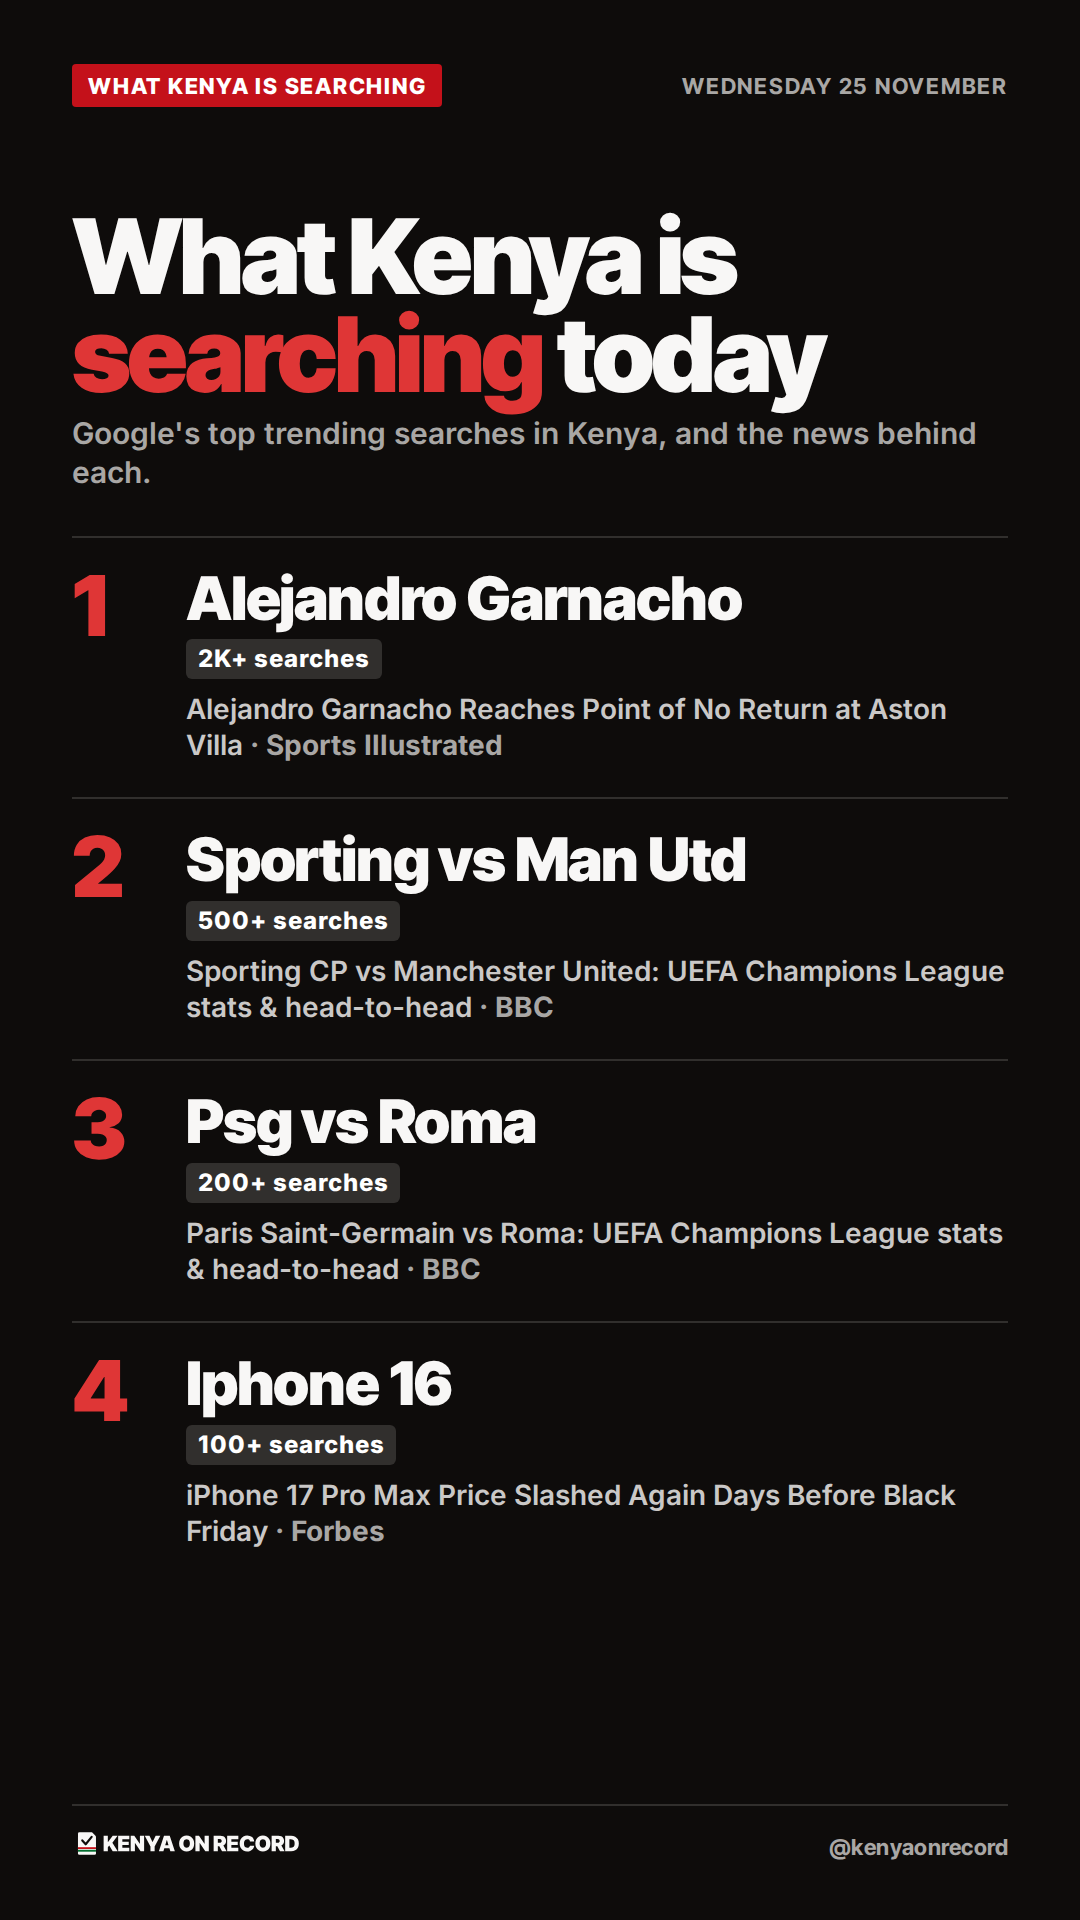 WHAT KENYA IS SEARCHING
WEDNESDAY 25 NOVEMBER
What Kenya is
searching today
Google's top trending searches in Kenya, and the news behind
each.
1
Alejandro Garnacho
2K+ searches
Alejandro Garnacho Reaches Point of No Return at Aston
Villa · Sports Illustrated
2
Sporting vs Man Utd
500+ searches
Sporting CP vs Manchester United: UEFA Champions League
stats & head-to-head · BBC
3
Psg vs Roma
200+ searches
Paris Saint-Germain vs Roma: UEFA Champions League stats
& head-to-head · BBC
4
Iphone 16
100+ searches
iPhone 17 Pro Max Price Slashed Again Days Before Black
Friday · Forbes
KENYA ON RECORD
@kenyaonrecord